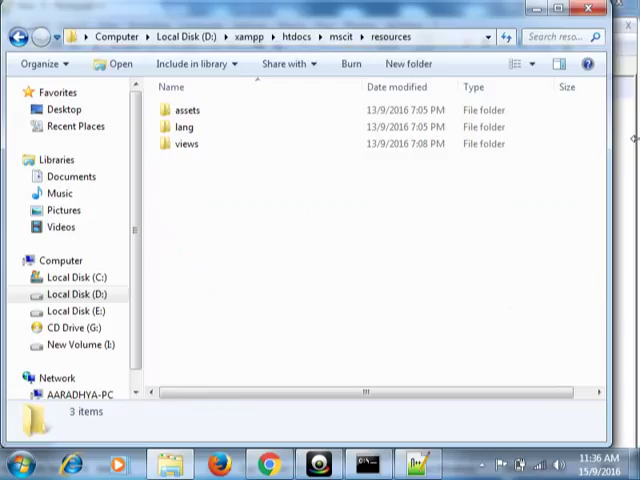 Computer Local Disk (D:) xampp htdocs mscit resources Search reso...
Organize Open Include in library Share with Burn New folder
Name Date modified Type Size
Favorites
Desktop
Recent Places
Libraries
Documents
Music
Pictures
Videos
Computer
Local Disk (C:)
Local Disk (D:)
Local Disk (E:)
CD Drive (G:)
New Volume (I:)
Network
AARADHYA-PC
assets 13/9/2016 7:05 PM File folder
lang 13/9/2016 7:05 PM File folder
views 13/9/2016 7:08 PM File folder
3 items
11:36 AM
15/9/2016